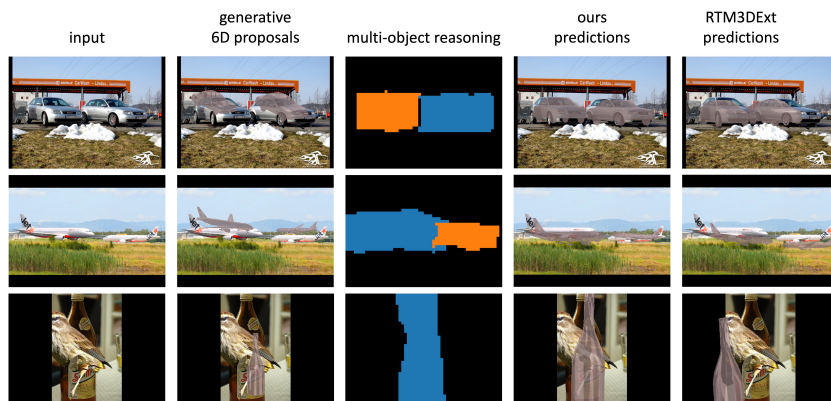 input
generative
6D proposals
multi-object reasoning
ours
predictions
RTM3DExt
predictions